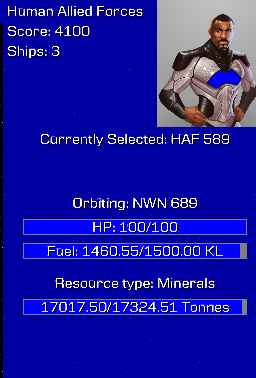 Human Allied Forces
Score: 4100
Ships: 3
Currently Selected: HAF 589
Orbiting: NWN 689
HP: 100/100
Fuel: 1460.55/1500.00 KL
Resource type: Minerals
17017.50/17324.51 Tonnes